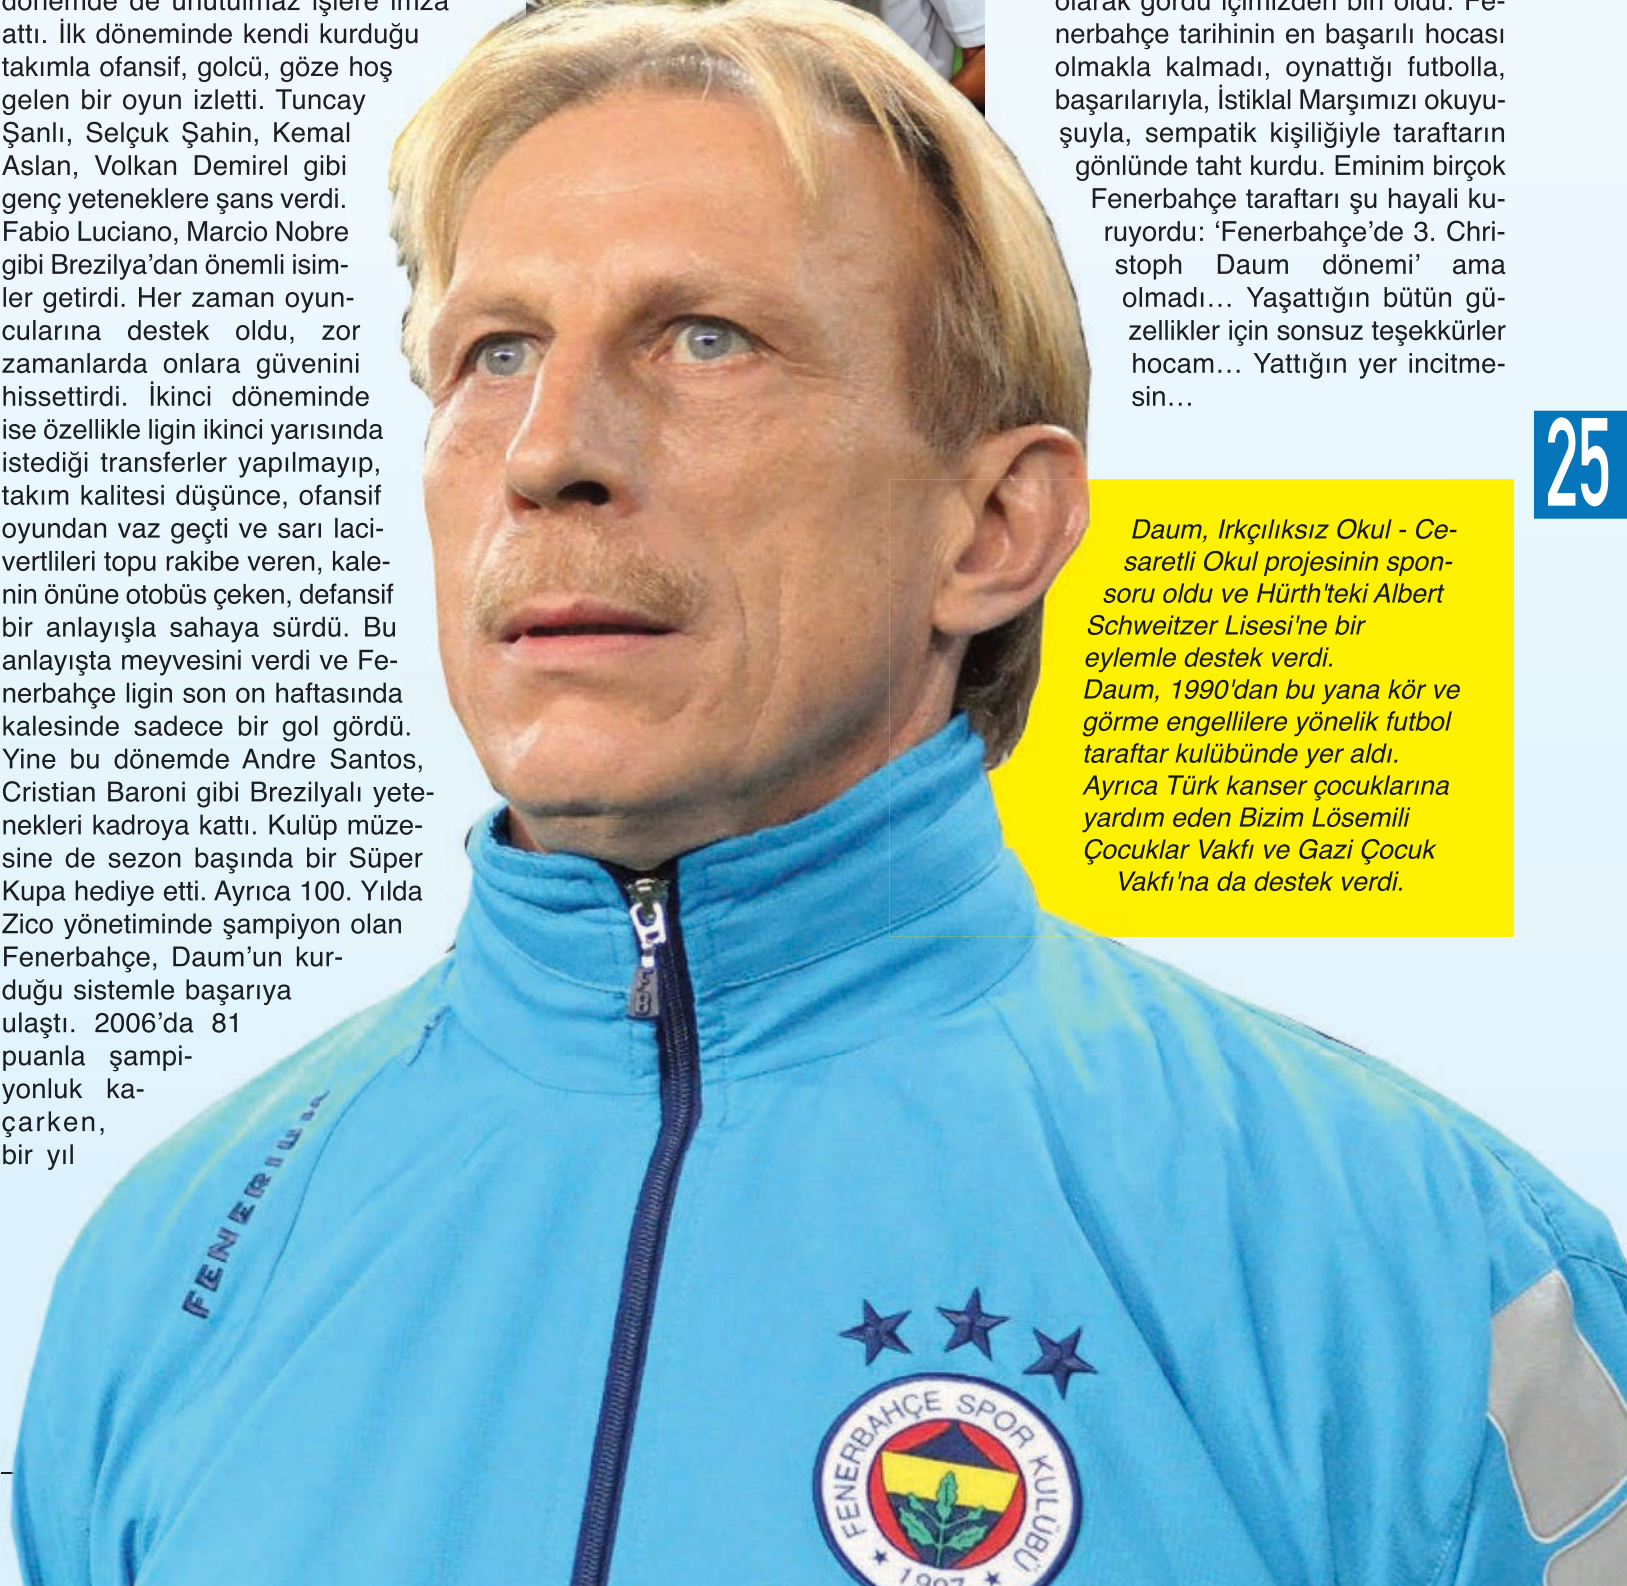 dönemde de unutulmaz işlere imza
attı. İlk döneminde kendi kurduğu
takımla ofansif, golcü, göze hoş
gelen bir oyun izletti. Tuncay
Şanlı, Selçuk Şahin, Kemal
Aslan, Volkan Demirel gibi
genç yeteneklere şans verdi.
Fabio Luciano, Marcio Nobre
gibi Brezilya’dan önemli isim-
ler getirdi. Her zaman oyun-
cularına destek oldu, zor
zamanlarda onlara güvenini
hissettirdi. İkinci döneminde
ise özellikle ligin ikinci yarısında
istediği transferler yapılmayıp,
takım kalitesi düşünce, ofansif
oyundan vaz geçti ve sarı laci-
vertlileri topu rakibe veren, kale-
nin önüne otobüs çeken, defansif
bir anlayışla sahaya sürdü. Bu
anlayışta meyvesini verdi ve Fe-
nerbahçe ligin son on haftasında
kalesinde sadece bir gol gördü.
Yine bu dönemde Andre Santos,
Cristian Baroni gibi Brezilyalı yete-
nekleri kadroya kattı. Kulüp müze-
sine de sezon başında bir Süper
Kupa hediye etti. Ayrıca 100. Yılda
Zico yönetiminde şampiyon olan
Fenerbahçe, Daum’un kur-
duğu sistemle başarıya
ulaştı. 2006’da 81
puanla şampi-
yonluk ka-
çarken,
bir yıl
olarak gördü içimizden biri oldu. Fe-
nerbahçe tarihinin en başarılı hocası
olmakla kalmadı, oynattığı futbolla,
başarılarıyla, İstiklal Marşımızı okuyu-
şuyla, sempatik kişiliğiyle taraftarın
gönlünde taht kurdu. Eminim birçok
Fenerbahçe taraftarı şu hayali ku-
ruyordu: ‘Fenerbahçe’de 3. Chri-
stoph Daum dönemi’ ama
olmadı… Yaşattığın bütün gü-
zellikler için sonsuz teşekkürler
hocam… Yattığın yer incitme-
sin…
25
Daum, Irkçılıksız Okul - Ce-
saretli Okul projesinin spon-
soru oldu ve Hürth'teki Albert
Schweitzer Lisesi'ne bir
eylemle destek verdi.
Daum, 1990'dan bu yana kör ve
görme engellilere yönelik futbol
taraftar kulübünde yer aldı.
Ayrıca Türk kanser çocuklarına
yardım eden Bizim Lösemili
Çocuklar Vakfı ve Gazi Çocuk
Vakfı'na da destek verdi.
FENERIUM
FENERBAHÇE SPOR KULÜBÜ
1907